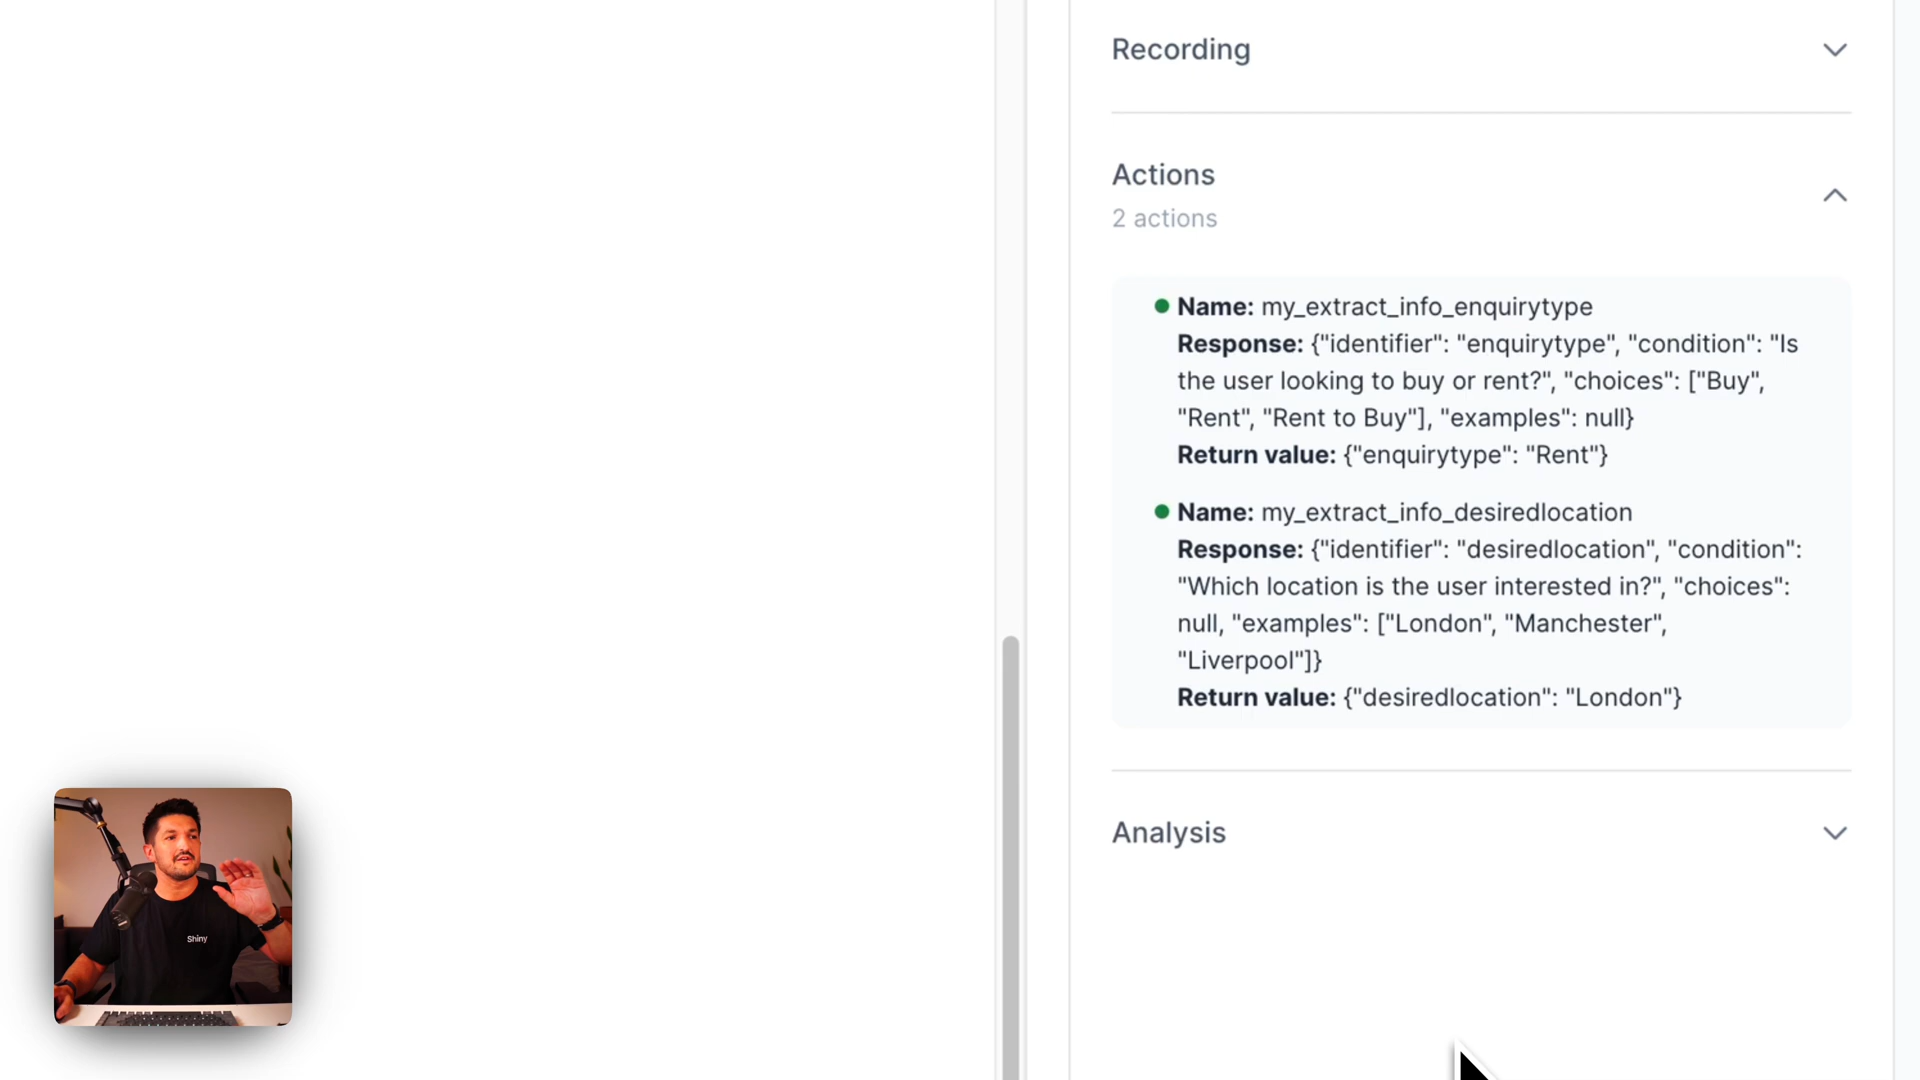 Recording
Actions
2 actions
Name: my_extract_info_enquirytype
Response: {"identifier": "enquirytype", "condition": "Is
the user looking to buy or rent?", "choices": ["Buy",
"Rent", "Rent to Buy"], "examples": null}
Return value: {"enquirytype": "Rent"}
Name: my_extract_info_desiredlocation
Response: {"identifier": "desiredlocation", "condition":
"Which location is the user interested in?", "choices":
null, "examples": ["London", "Manchester",
"Liverpool"]}
Return value: {"desiredlocation": "London"}
Analysis
Shiny